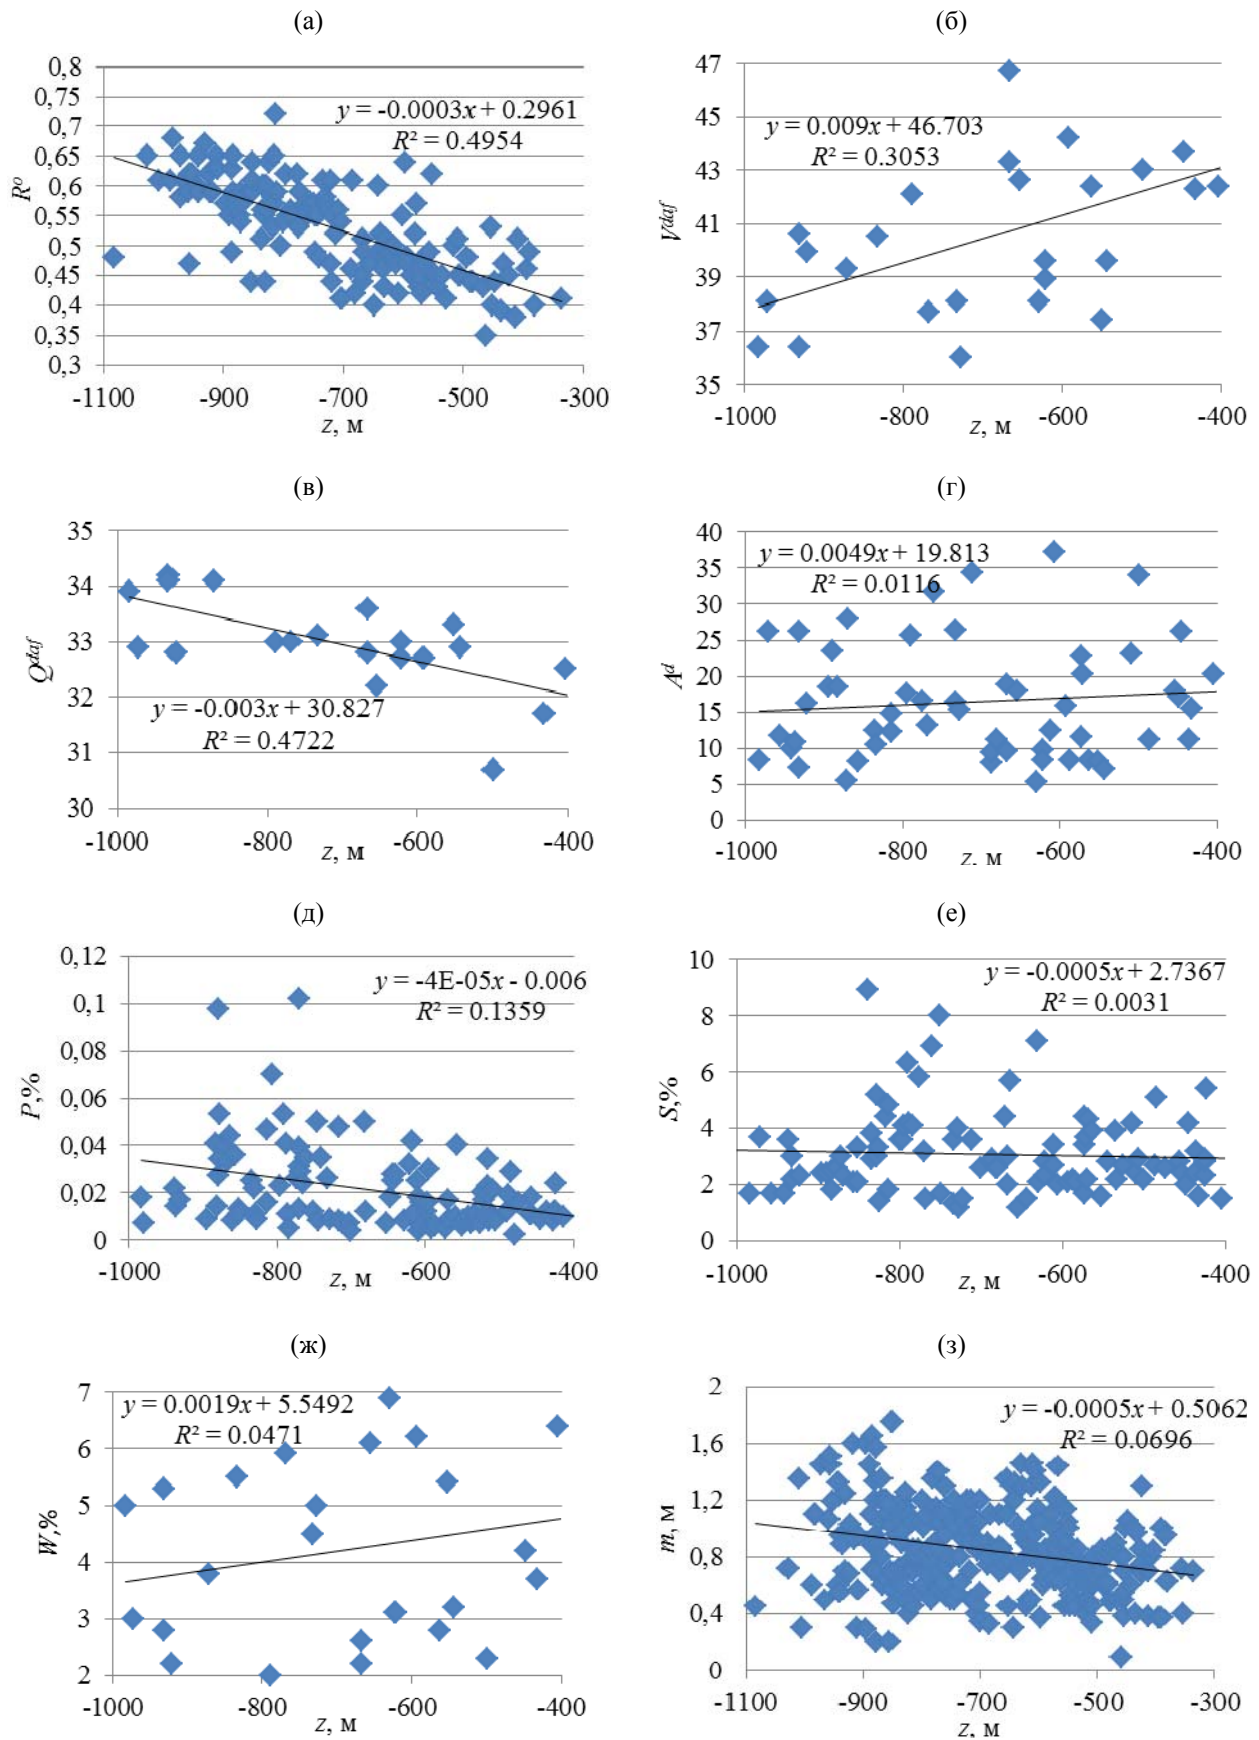 (а)
0,8
0,75
0,7
0,65
0,6
0,55
0,5
0,45
0,4
0,35
0,3
R^o
y = -0.0003x + 0.2961
R² = 0.4954
-1100 -900 -700 -500 -300
z, м
(б)
47
45
43
41
39
37
35
V^daf
y = 0.009x + 46.703
R² = 0.3053
-1000 -800 -600 -400
z, м
(в)
35
34
33
32
31
30
Q^daf
y = -0.003x + 30.827
R² = 0.4722
-1000 -800 -600 -400
z, м
(г)
40
35
30
25
20
15
10
5
0
A^d
y = 0.0049x + 19.813
R² = 0.0116
-1000 -800 -600 -400
z, м
(д)
0,12
0,1
0,08
0,06
0,04
0,02
0
P,%
y = -4E-05x - 0.006
R² = 0.1359
-1000 -800 -600 -400
z, м
(е)
10
8
6
4
2
0
S,%
y = -0.0005x + 2.7367
R² = 0.0031
-1000 -800 -600 -400
z, м
(ж)
7
6
5
4
3
2
W,%
y = 0.0019x + 5.5492
R² = 0.0471
-1000 -800 -600 -400
z, м
(з)
2
1,6
1,2
0,8
0,4
0
m, м
y = -0.0005x + 0.5062
R² = 0.0696
-1100 -900 -700 -500 -300
z, м